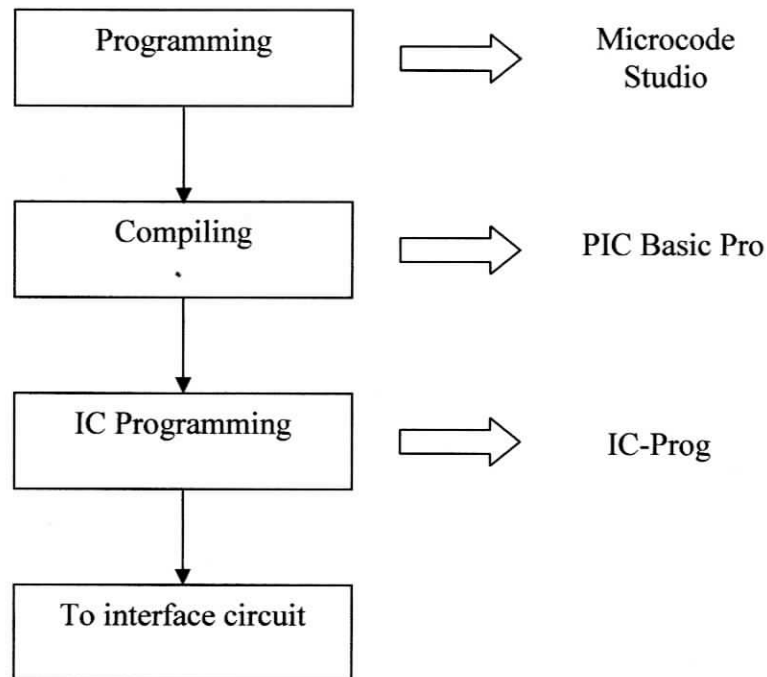 Programming
Microcode
Studio
Compiling
PIC Basic Pro
IC Programming
IC-Prog
To interface circuit